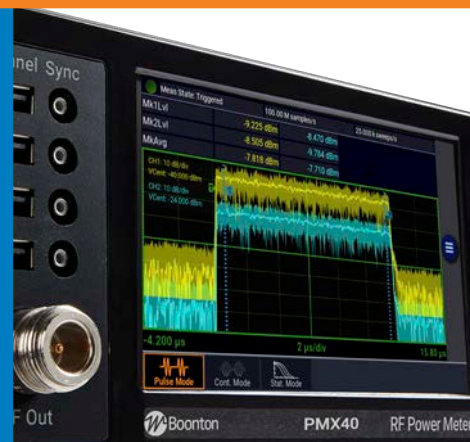 nnel Sync
Meas State: Triggered
100.00 M samples/s
25.000 k samples/s
Mk1Lvl -9.225 dBm -8.470 dBm
Mk2Lvl -8.505 dBm -9.784 dBm
MkAvg -7.818 dBm -7.710 dBm
CH1: 10 dB/div
VCent -40.000 dBm
CH2: 10 dB/div
VCent -34.000 dBm
-4.200 µs 2 µs/div 15.80 µs
Pulse Mode Cont. Mode Stat. Mode
F Out
Boonton PMX40 RF Power Mete